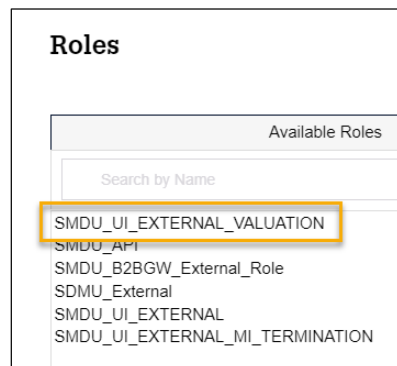 Roles
Available Roles
Search by Name
SMDU_UI_EXTERNAL_VALUATION
SMDU_API
SMDU_B2BGW_External_Role
SDMU_External
SMDU_UI_EXTERNAL
SMDU_UI_EXTERNAL_MI_TERMINATION